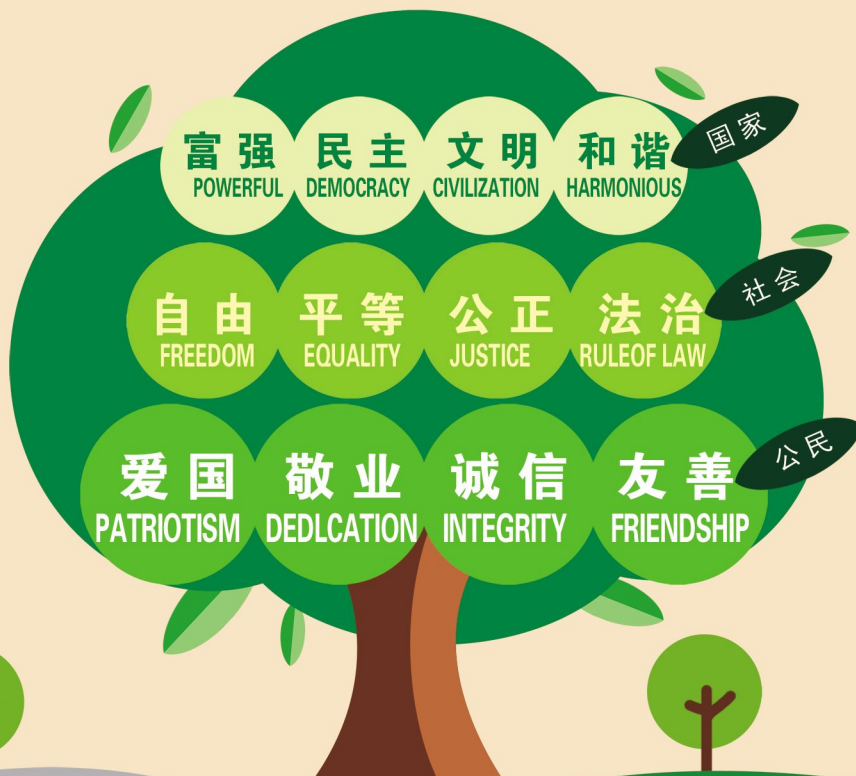 富强 民主 文明 和谐 国家
POWERFUL DEMOCRACY CIVILIZATION HARMONIOUS
自由 平等 公正 法治 社会
FREEDOM EQUALITY JUSTICE RULEOF LAW
爱国 敬业 诚信 友善 公民
PATRIOTISM DEDLCATION INTEGRITY FRIENDSHIP